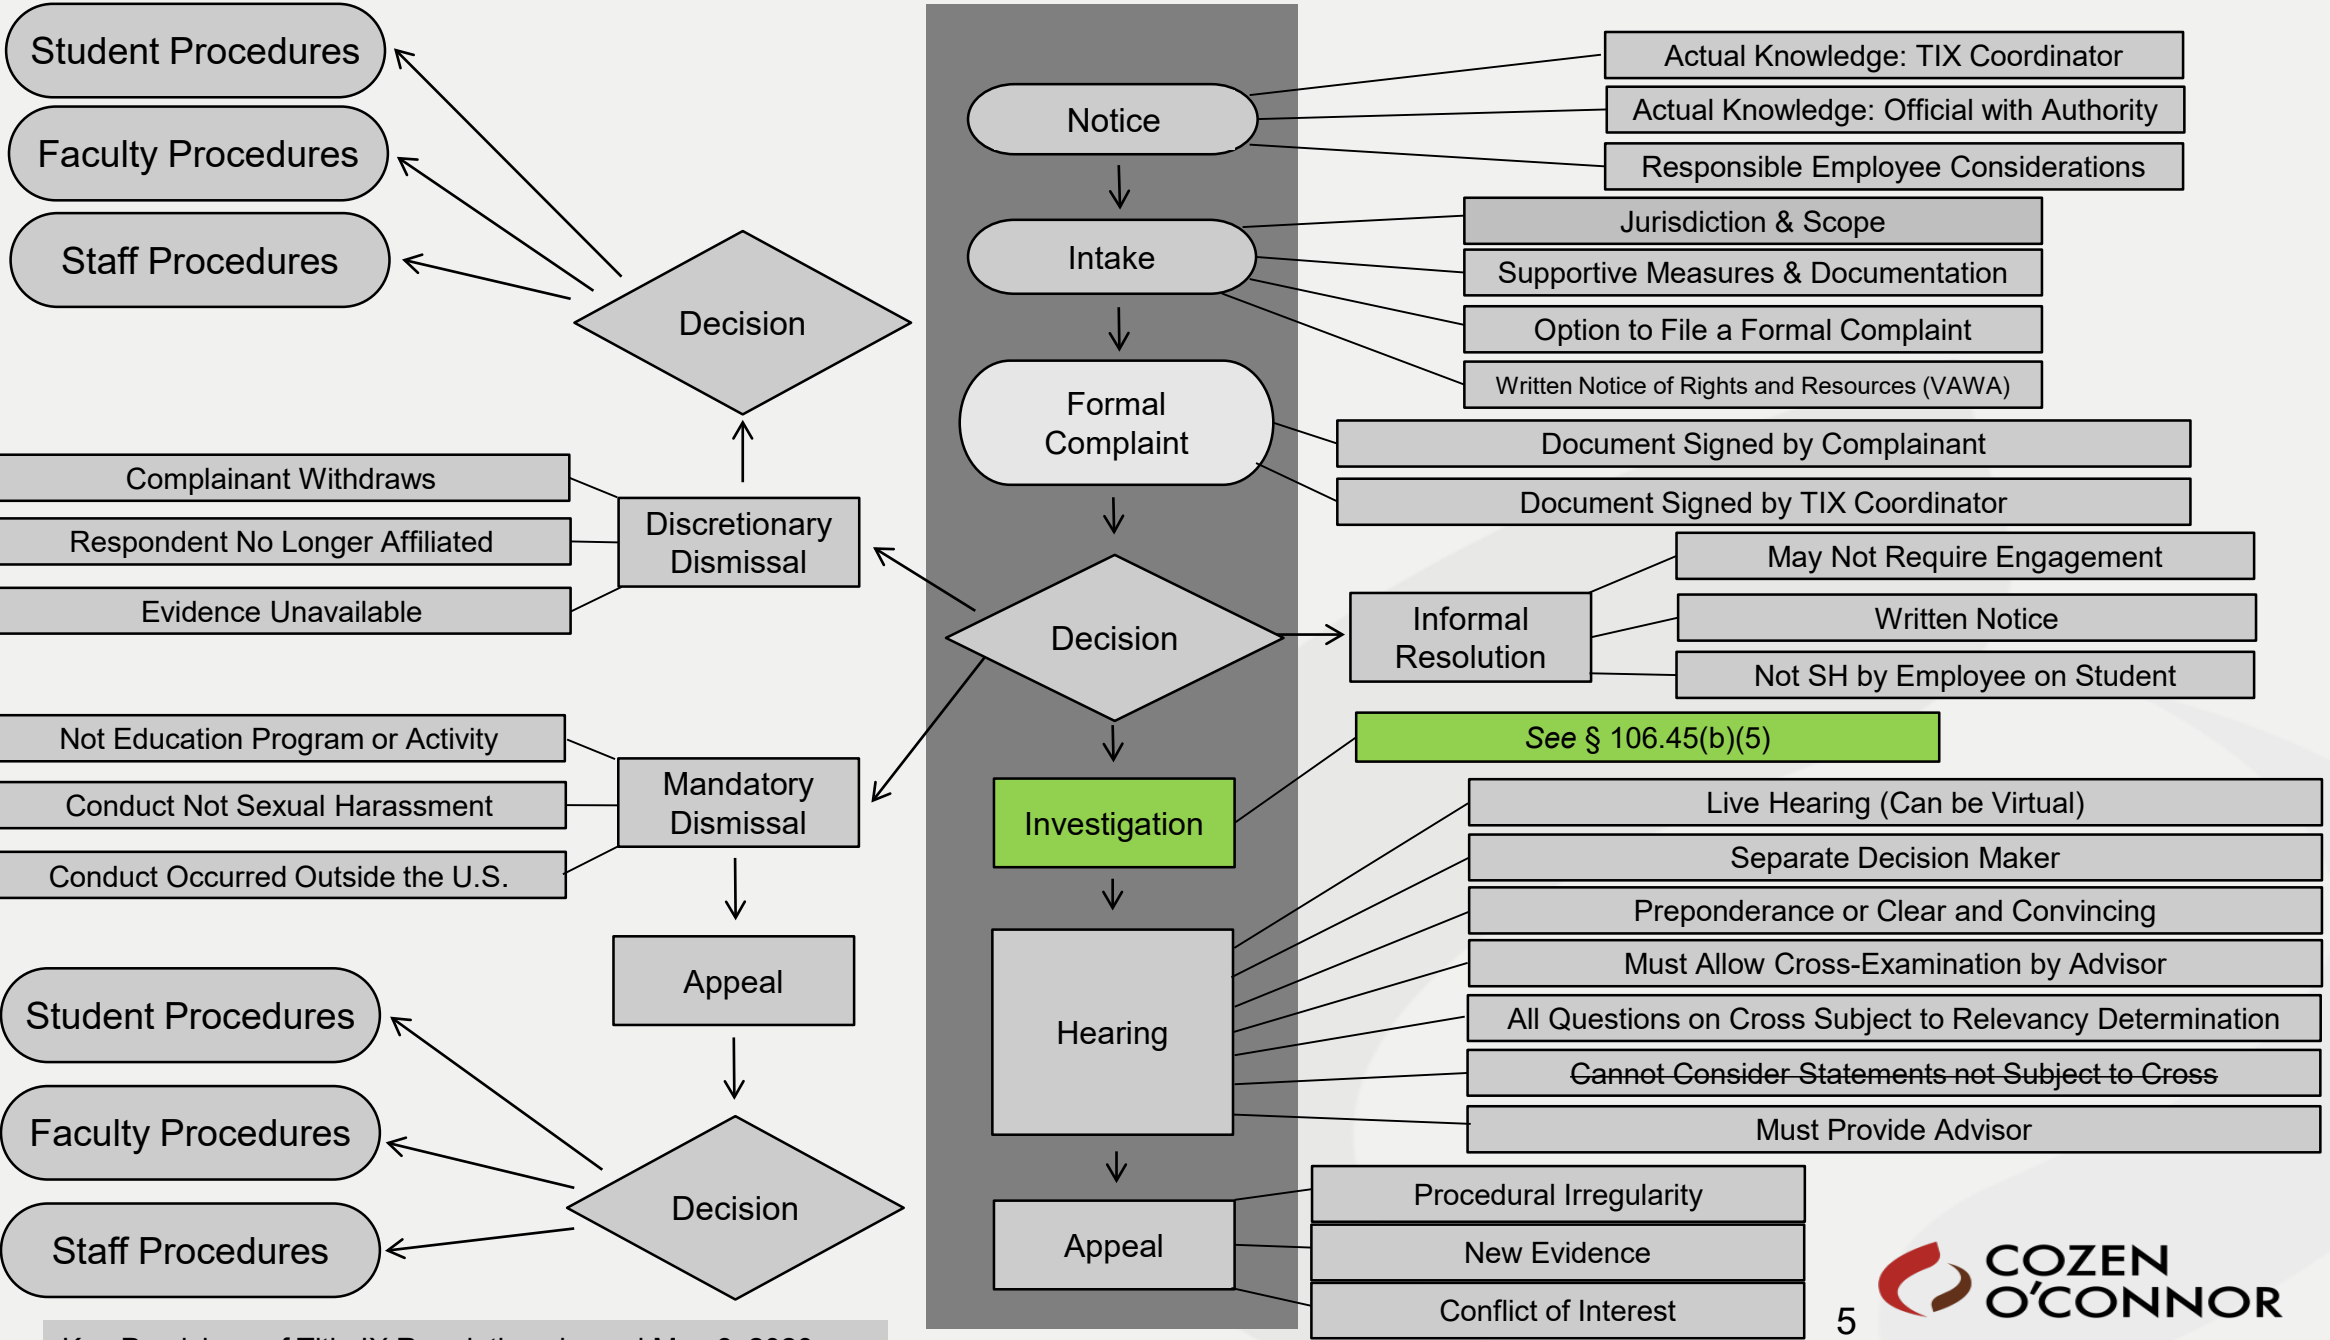 Student Procedures
Faculty Procedures
Staff Procedures
Decision
Complainant Withdraws
Respondent No Longer Affiliated
Evidence Unavailable
Discretionary
Dismissal
Not Education Program or Activity
Conduct Not Sexual Harassment
Conduct Occurred Outside the U.S.
Mandatory
Dismissal
Appeal
Student Procedures
Faculty Procedures
Staff Procedures
Decision
Notice
Actual Knowledge: TIX Coordinator
Actual Knowledge: Official with Authority
Responsible Employee Considerations
Intake
Jurisdiction & Scope
Supportive Measures & Documentation
Option to File a Formal Complaint
Written Notice of Rights and Resources (VAWA)
Formal
Complaint
Document Signed by Complainant
Document Signed by TIX Coordinator
Decision
Informal
Resolution
May Not Require Engagement
Written Notice
Not SH by Employee on Student
Investigation
See § 106.45(b)(5)
Hearing
Live Hearing (Can be Virtual)
Separate Decision Maker
Preponderance or Clear and Convincing
Must Allow Cross-Examination by Advisor
All Questions on Cross Subject to Relevancy Determination
Cannot Consider Statements not Subject to Cross
Must Provide Advisor
Appeal
Procedural Irregularity
New Evidence
Conflict of Interest
5
COZEN
O'CONNOR